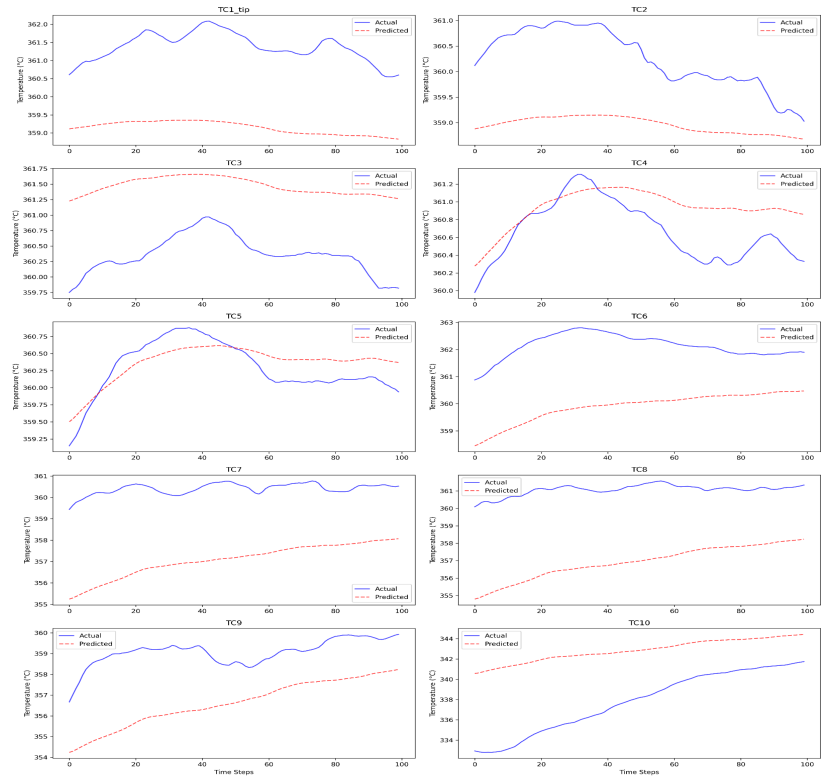 TC1_tip
Temperature (°C)
362.0
361.5
361.0
360.5
360.0
359.5
359.0
0 20 40 60 80 100
Actual
Predicted
TC2
Temperature (°C)
361.0
360.0
359.0
0 20 40 60 80 100
Actual
Predicted
TC3
Temperature (°C)
361.75
361.50
361.25
361.00
360.75
360.50
360.25
360.00
359.75
0 20 40 60 80 100
Actual
Predicted
TC4
Temperature (°C)
361.2
360.8
360.4
360.6
360.2
360.0
0 20 40 60 80 100
Actual
Predicted
TC5
Temperature (°C)
360.75
360.50
360.25
360.00
359.75
359.50
359.25
0 20 40 60 80 100
Actual
Predicted
TC6
Temperature (°C)
363
362
361
360
359
0 20 40 60 80 100
Actual
Predicted
TC7
Temperature (°C)
361
360
359
358
357
356
355
0 20 40 60 80 100
Actual
Predicted
TC8
Temperature (°C)
361
360
358
357
356
355
0 20 40 60 80 100
Actual
Predicted
TC9
Temperature (°C)
360
359
358
357
356
355
354
0 20 40 60 80 100
Time Steps
Actual
Predicted
TC10
Temperature (°C)
344
342
340
338
336
334
0 20 40 60 80 100
Time Steps
Actual
Predicted